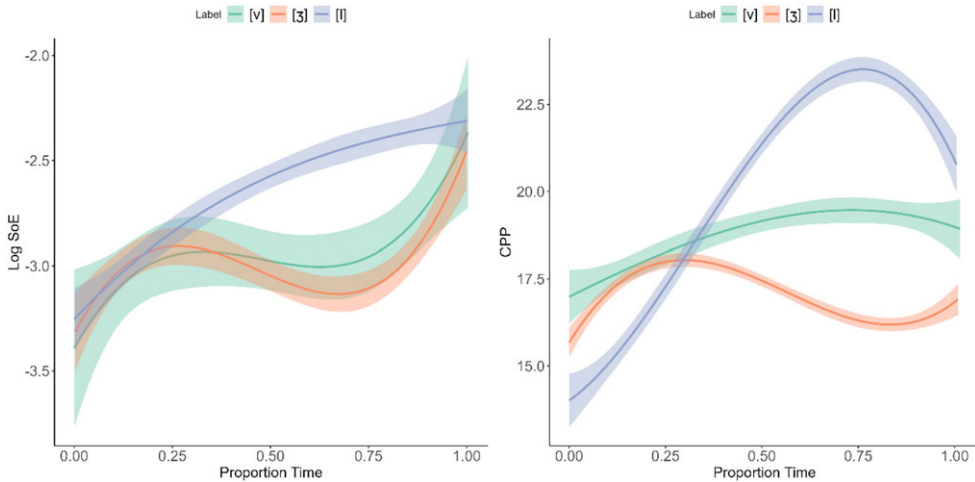 Label [v] [ʒ] [l]
-2.0
-2.5
-3.0
-3.5
Log SoE
0.00 0.25 0.50 0.75 1.00
Proportion Time
Label [v] [ʒ] [l]
22.5
20.0
17.5
15.0
CPP
0.00 0.25 0.50 0.75 1.00
Proportion Time